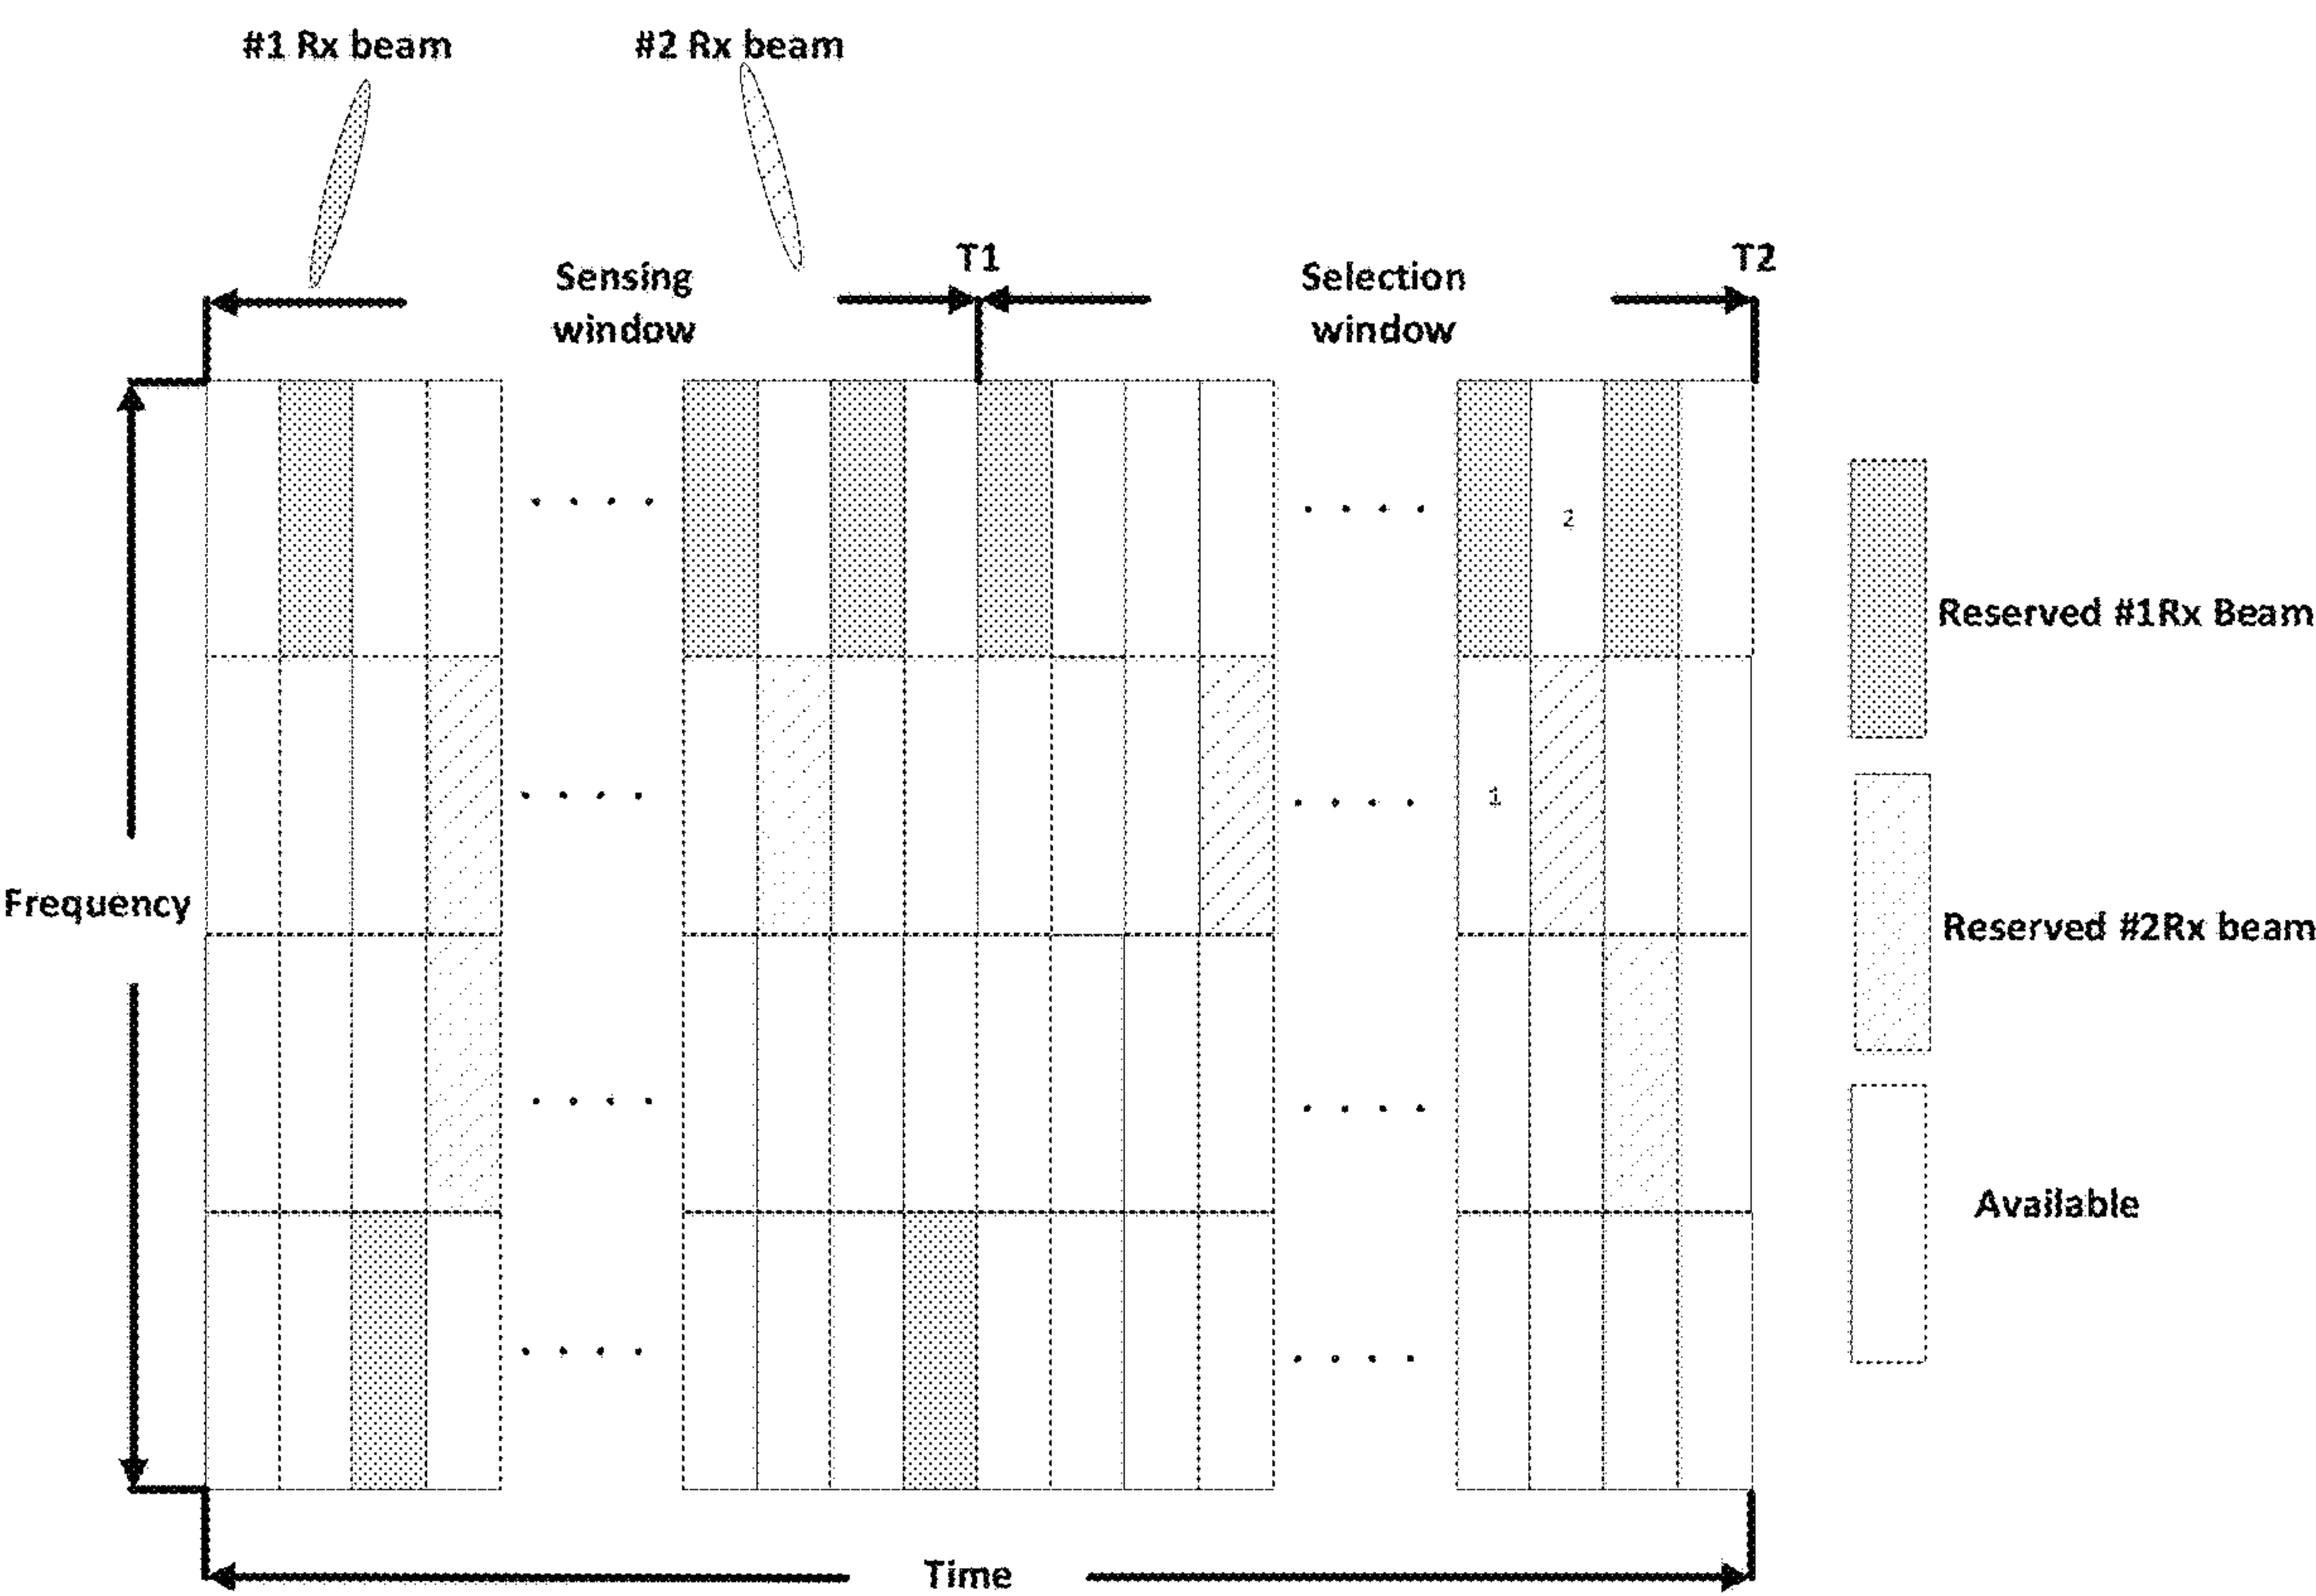 #1 Rx beam
#2 Rx beam
T1
T2
Sensing
window
Selection
window
2
1
Frequency
Reserved #1Rx Beam
Reserved #2Rx beam
Available
Time